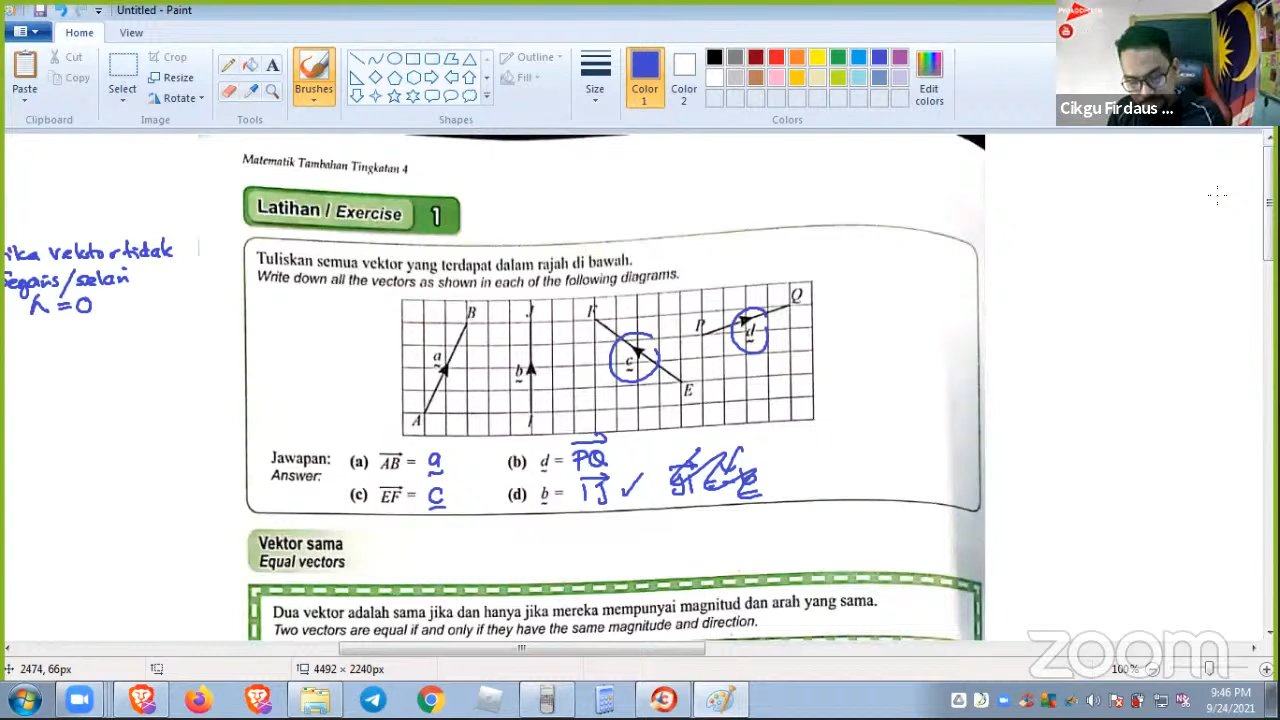 Untitled - Paint
Home
View
Paste
Cut
Copy
Clipboard
Select
Crop
Resize
Rotate
Image
Tools
Brushes
Shapes
Outline
Fill
Size
Color 1
Color 2
Edit colors
Colors
Cikgu Firdaus ...
Matematik Tambahan Tingkatan 4
Latihan / Exercise 1
ika vektor tidak
segaris/selari
λ = 0
Tuliskan semua vektor yang terdapat dalam rajah di bawah.
Write down all the vectors as shown in each of the following diagrams.
B J F P Q
a b c d
A I E
Jawapan: (a) AB = a (b) d = PQ
Answer:
(c) EF = c (d) b = IJ ✓
Vektor sama
Equal vectors
Dua vektor adalah sama jika dan hanya jika mereka mempunyai magnitud dan arah yang sama.
Two vectors are equal if and only if they have the same magnitude and direction.
zoom
2474, 66px
4492 × 2240px
100%
9:46 PM
9/24/2021